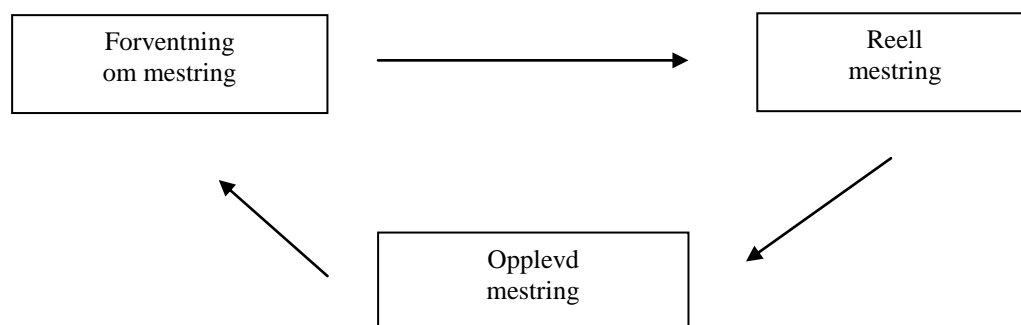 Forventning
om mestring
Reell
mestring
Opplevd
mestring